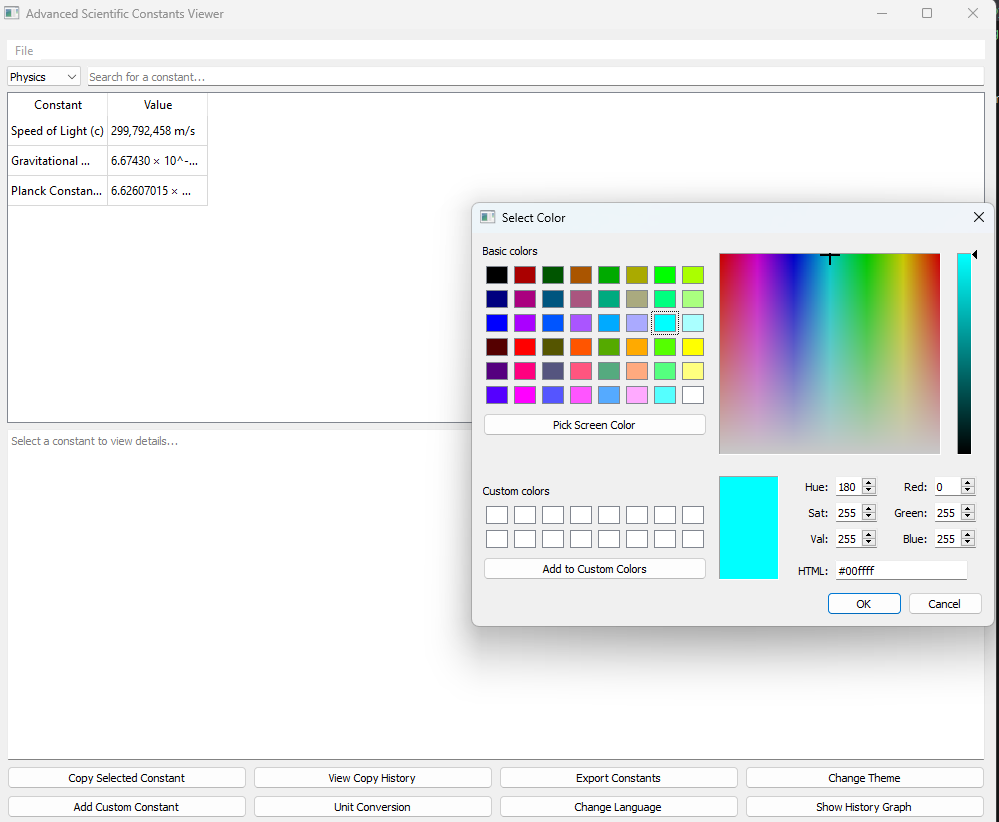 Advanced Scientific Constants Viewer
File
Physics
Search for a constant...
Constant Value
Speed of Light (c) 299,792,458 m/s
Gravitational ... 6.67430 × 10^-...
Planck Constan... 6.62607015 × ...
Select a constant to view details...
Copy Selected Constant View Copy History Export Constants Change Theme
Add Custom Constant Unit Conversion Change Language Show History Graph
Select Color
Basic colors
Pick Screen Color
Custom colors
Add to Custom Colors
Hue: 180 Red: 0
Sat: 255 Green: 255
Val: 255 Blue: 255
HTML: #00ffff
OK Cancel